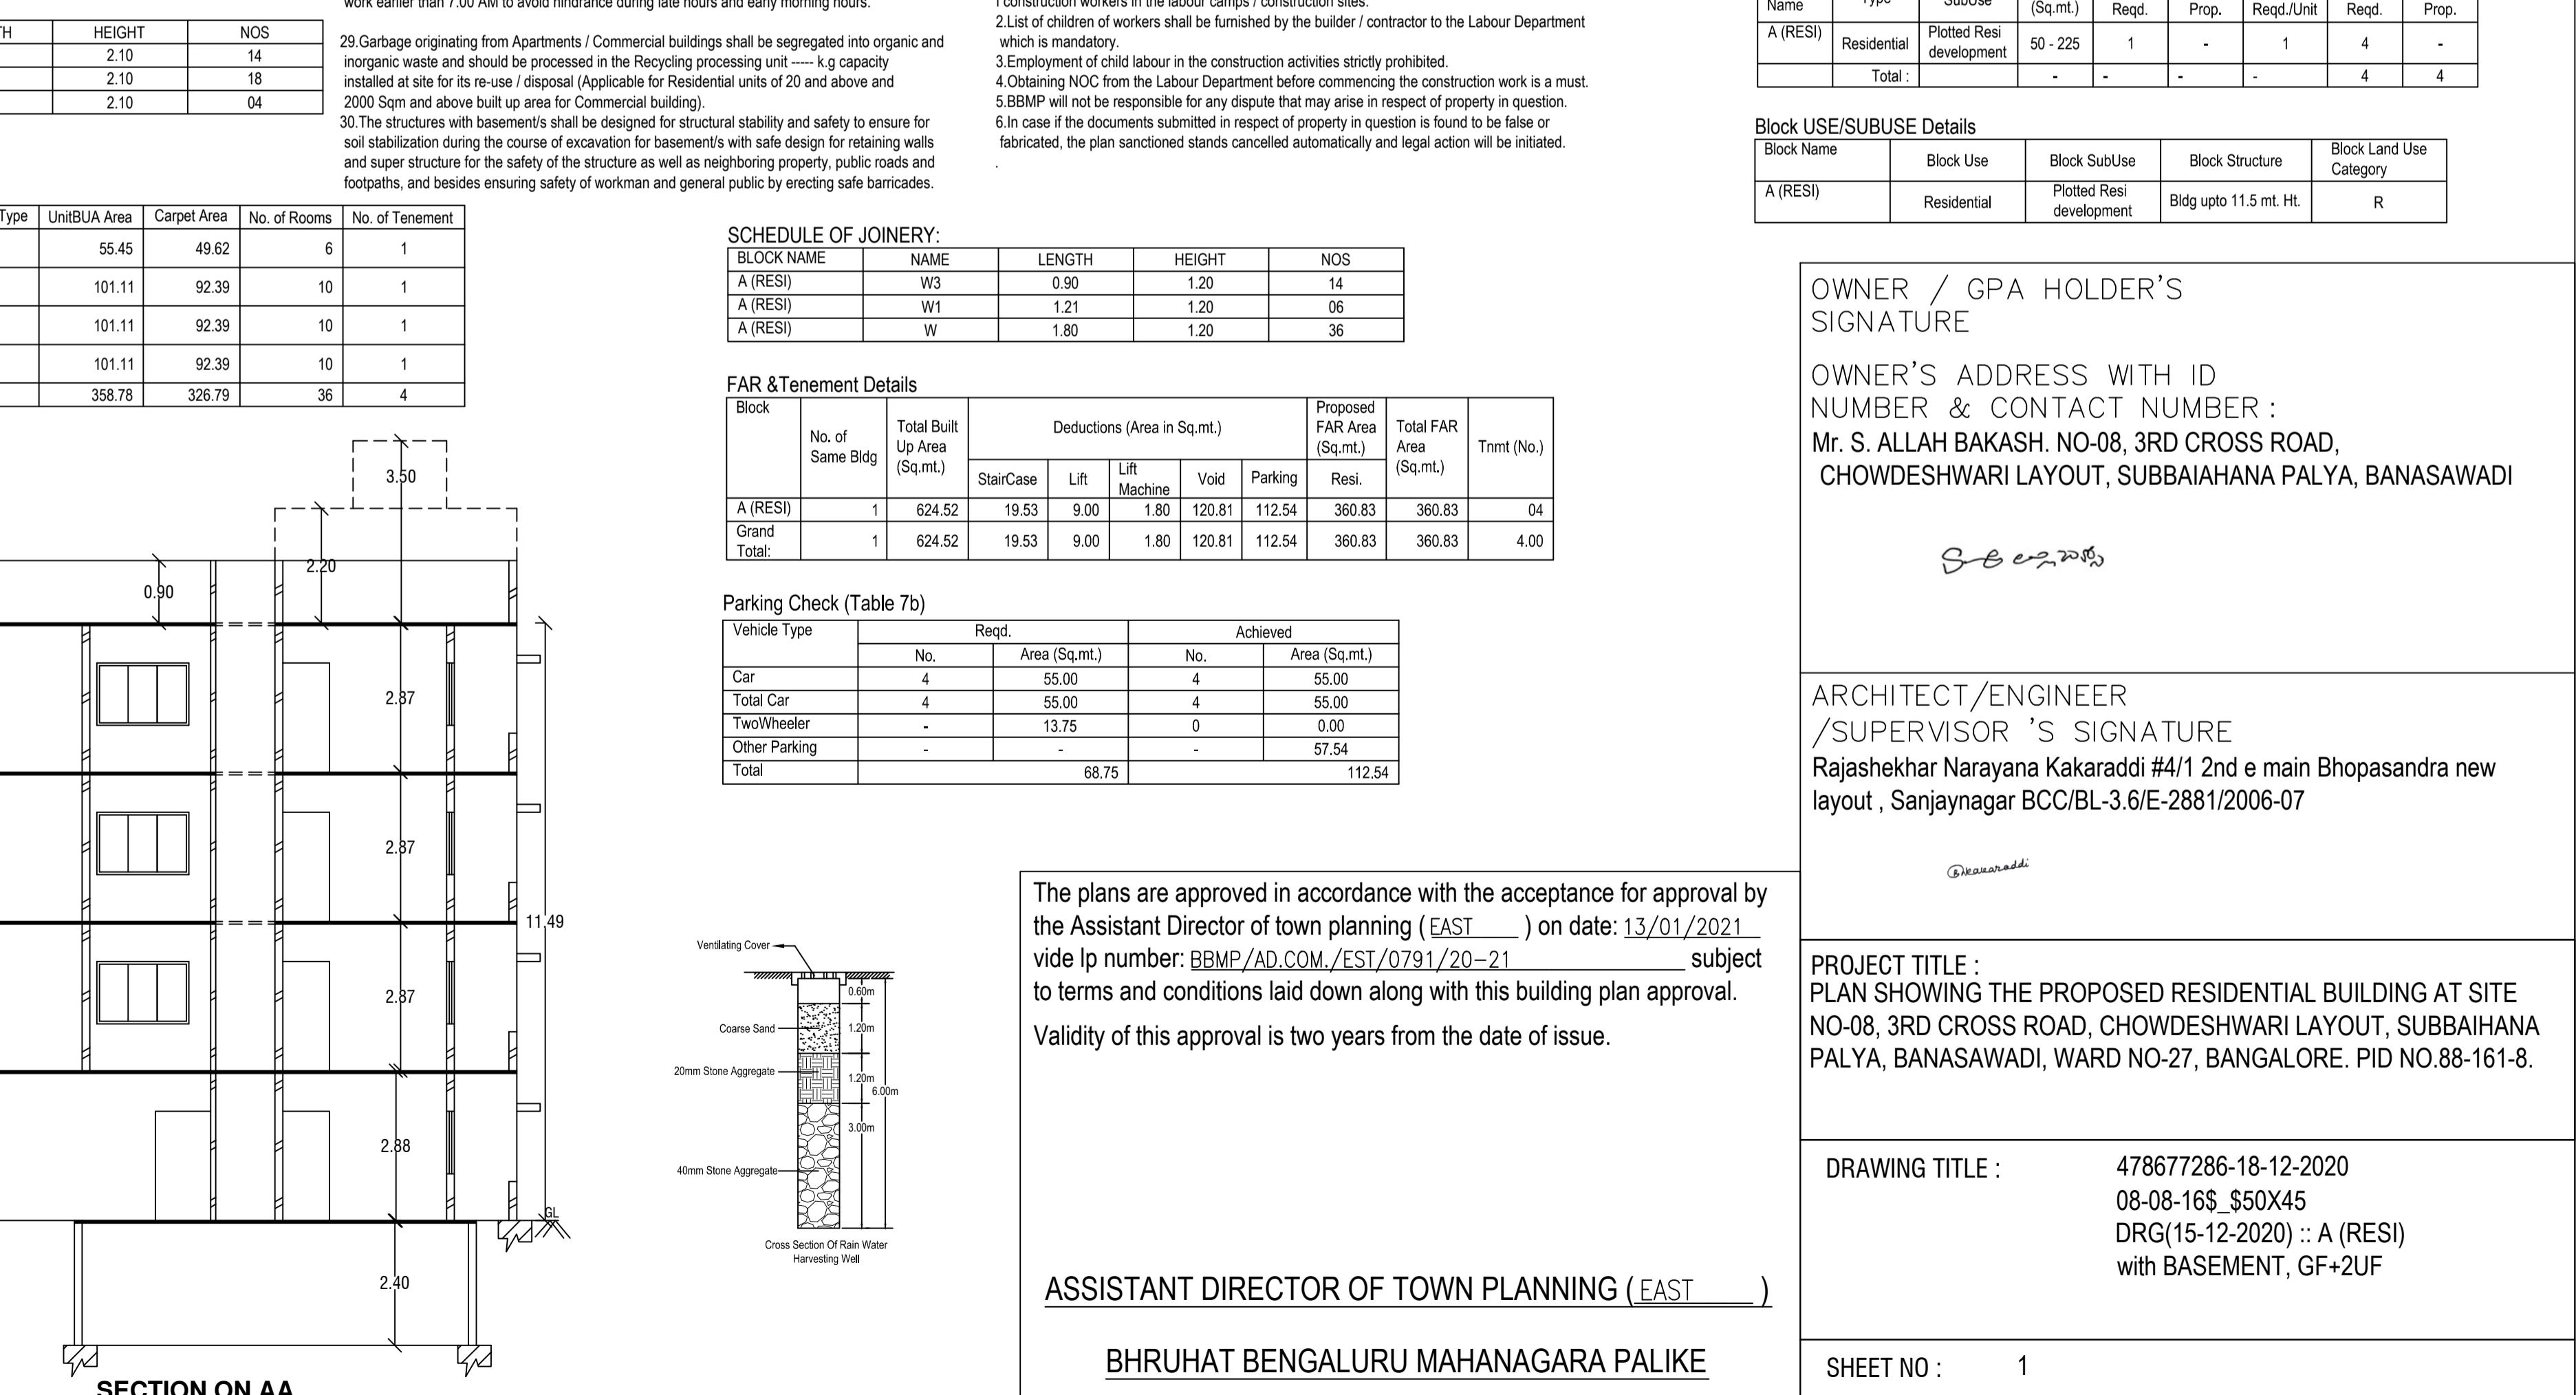 work earlier than 7.00 AM to avoid hindrance during late hours and early morning hours.
29.Garbage originating from Apartments / Commercial buildings shall be segregated into organic and
inorganic waste and should be processed in the Recycling processing unit ----- k.g capacity
installed at site for its re-use / disposal (Applicable for Residential units of 20 and above and
2000 Sqm and above built up area for Commercial building).
30.The structures with basement/s shall be designed for structural stability and safety to ensure for
soil stabilization during the course of excavation for basement/s with safe design for retaining walls
and super structure for the safety of the structure as well as neighboring property, public roads and
footpaths, and besides ensuring safety of workman and general public by erecting safe barricades.
construction workers in the labour camps / construction sites.
2.List of children of workers shall be furnished by the builder / contractor to the Labour Department
which is mandatory.
3.Employment of child labour in the construction activities strictly prohibited.
4.Obtaining NOC from the Labour Department before commencing the construction work is a must.
5.BBMP will not be responsible for any dispute that may arise in respect of property in question.
6.In case if the documents submitted in respect of property in question is found to be false or
fabricated, the plan sanctioned stands cancelled automatically and legal action will be initiated.
.
HEIGHT NOS
2.10 14
2.10 18
2.10 04
Type UnitBUA Area Carpet Area No. of Rooms No. of Tenement
55.45 49.62 6 1
101.11 92.39 10 1
101.11 92.39 10 1
101.11 92.39 10 1
358.78 326.79 36 4
Name Type SubUse (Sq.mt.) Reqd. Prop. Reqd./Unit Reqd. Prop.
A (RESI) Residential Plotted Resi development 50 - 225 1 - 1 4 -
Total : - - - - 4 4
Block USE/SUBUSE Details
Block Name Block Use Block SubUse Block Structure Block Land Use Category
A (RESI) Residential Plotted Resi development Bldg upto 11.5 mt. Ht. R
SCHEDULE OF JOINERY:
BLOCK NAME NAME LENGTH HEIGHT NOS
A (RESI) W3 0.90 1.20 14
A (RESI) W1 1.21 1.20 06
A (RESI) W 1.80 1.20 36
FAR &Tenement Details
Block No. of Same Bldg Total Built Up Area (Sq.mt.) Deductions (Area in Sq.mt.) Proposed FAR Area (Sq.mt.) Total FAR Area (Sq.mt.) Tnmt (No.)
StairCase Lift Lift Machine Void Parking Resi.
A (RESI) 1 624.52 19.53 9.00 1.80 120.81 112.54 360.83 360.83 04
Grand Total: 1 624.52 19.53 9.00 1.80 120.81 112.54 360.83 360.83 4.00
Parking Check (Table 7b)
Vehicle Type Reqd. Achieved
No. Area (Sq.mt.) No. Area (Sq.mt.)
Car 4 55.00 4 55.00
Total Car 4 55.00 4 55.00
TwoWheeler - 13.75 0 0.00
Other Parking - - - 57.54
Total 68.75 112.54
3.50
2.20
0.90
2.87
2.87
11.49
2.87
2.88
GL
2.40
SECTION ON AA
Ventilating Cover
0.60m
Coarse Sand
1.20m
20mm Stone Aggregate
1.20m
6.00m
3.00m
40mm Stone Aggregate
Cross Section Of Rain Water
Harvesting Well
The plans are approved in accordance with the acceptance for approval by
the Assistant Director of town planning ( EAST ) on date: 13/01/2021
vide lp number: BBMP/AD.COM./EST/0791/20-21 subject
to terms and conditions laid down along with this building plan approval.
Validity of this approval is two years from the date of issue.
ASSISTANT DIRECTOR OF TOWN PLANNING ( EAST )
BHRUHAT BENGALURU MAHANAGARA PALIKE
OWNER / GPA HOLDER'S
SIGNATURE
OWNER'S ADDRESS WITH ID
NUMBER & CONTACT NUMBER :
Mr. S. ALLAH BAKASH. NO-08, 3RD CROSS ROAD,
CHOWDESHWARI LAYOUT, SUBBAIAHANA PALYA, BANASAWADI
ARCHITECT/ENGINEER
/SUPERVISOR 'S SIGNATURE
Rajashekhar Narayana Kakaraddi #4/1 2nd e main Bhopasandra new
layout , Sanjaynagar BCC/BL-3.6/E-2881/2006-07
PROJECT TITLE :
PLAN SHOWING THE PROPOSED RESIDENTIAL BUILDING AT SITE
NO-08, 3RD CROSS ROAD, CHOWDESHWARI LAYOUT, SUBBAIHANA
PALYA, BANASAWADI, WARD NO-27, BANGALORE. PID NO.88-161-8.
DRAWING TITLE : 478677286-18-12-2020
08-08-16$_$50X45
DRG(15-12-2020) :: A (RESI)
with BASEMENT, GF+2UF
SHEET NO : 1